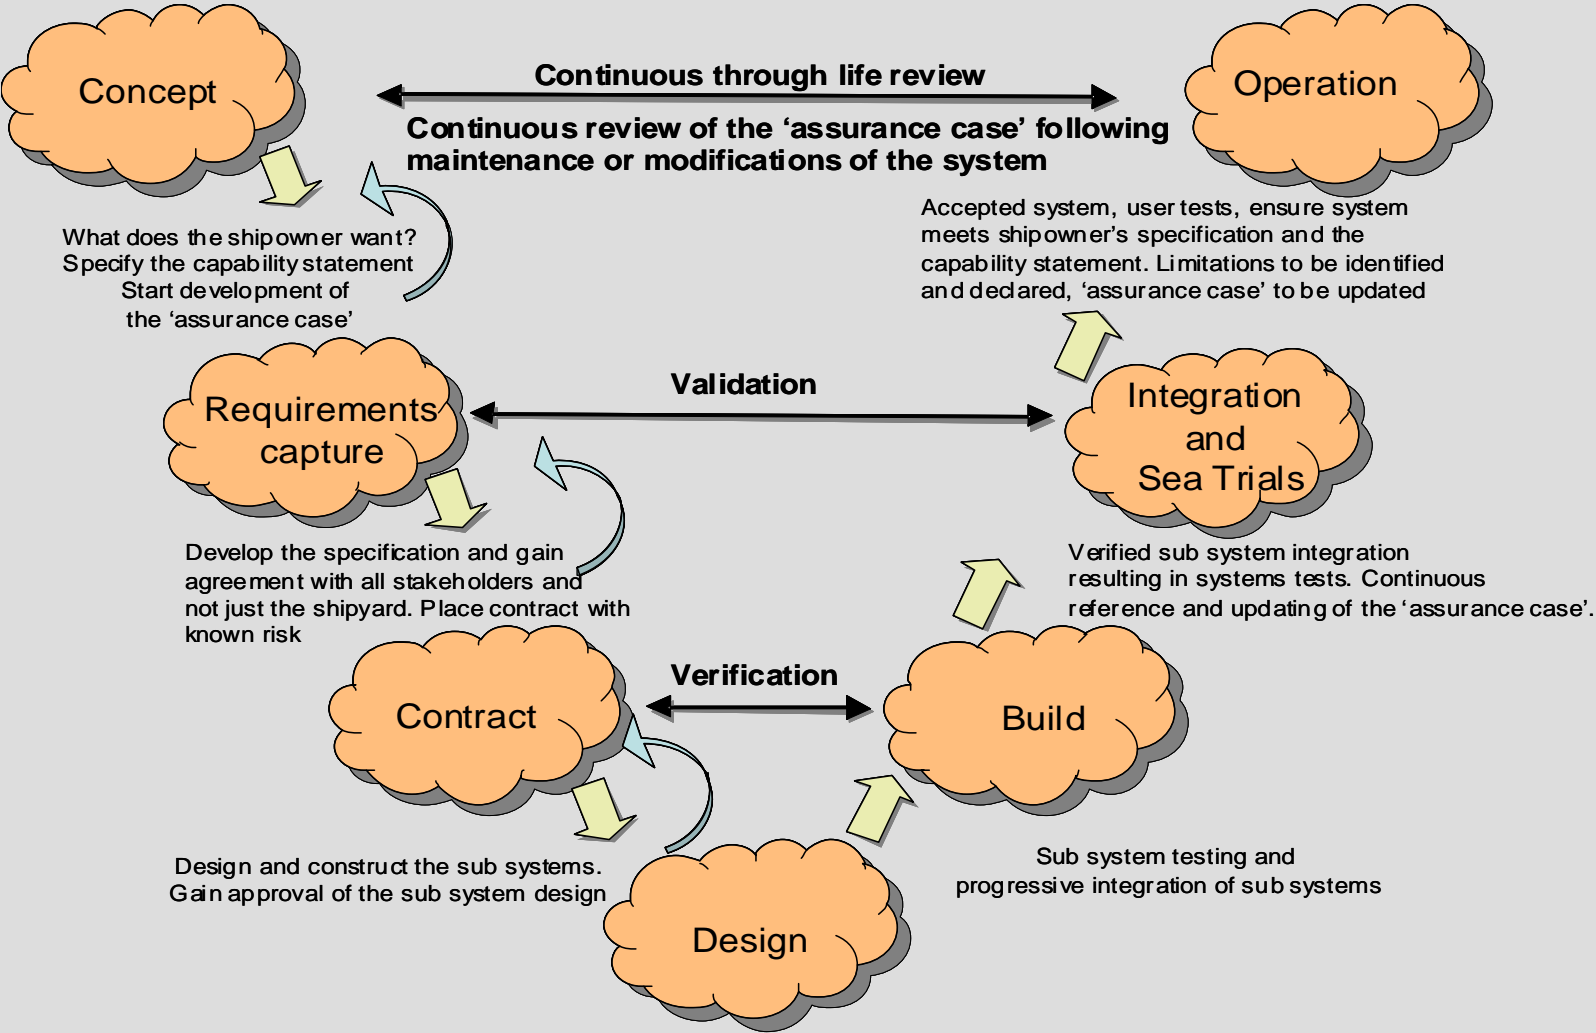 Concept
Continuous through life review
Operation
Continuous review of the ‘assurance case’ following
maintenance or modifications of the system
What does the shipowner want?
Specify the capability statement
Start development of
the ‘assurance case’
Accepted system, user tests, ensure system
meets shipowner’s specification and the
capability statement. Limitations to be identified
and declared, ‘assurance case’ to be updated
Requirements
capture
Validation
Integration
and
Sea Trials
Develop the specification and gain
agreement with all stakeholders and
not just the shipyard. Place contract with
known risk
Verified sub system integration
resulting in systems tests. Continuous
reference and updating of the ‘assurance case’.
Contract
Verification
Build
Design and construct the sub systems.
Gain approval of the sub system design
Sub system testing and
progressive integration of sub systems
Design